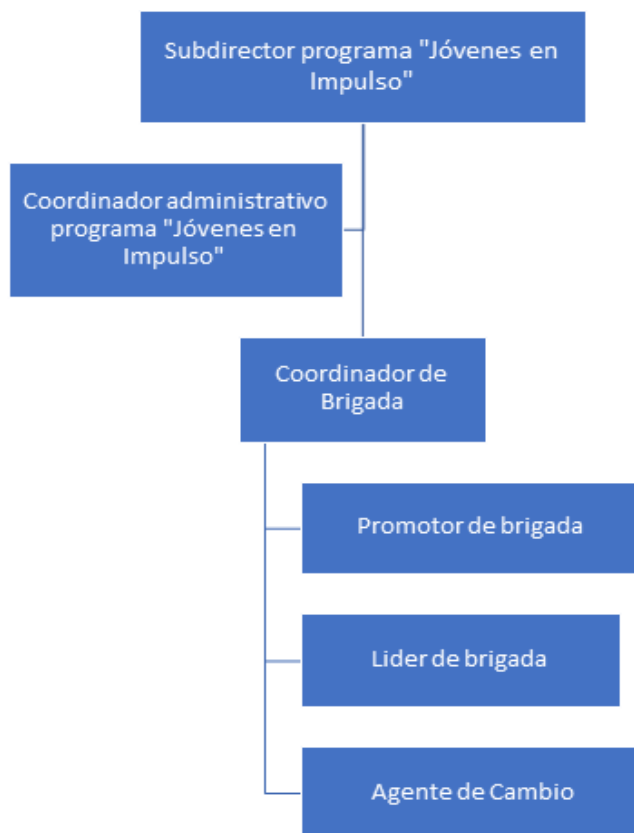 Subdirector programa "Jóvenes en
Impulso"
Coordinador administrativo
programa "Jóvenes en
Impulso"
Coordinador de
Brigada
Promotor de brigada
Lider de brigada
Agente de Cambio